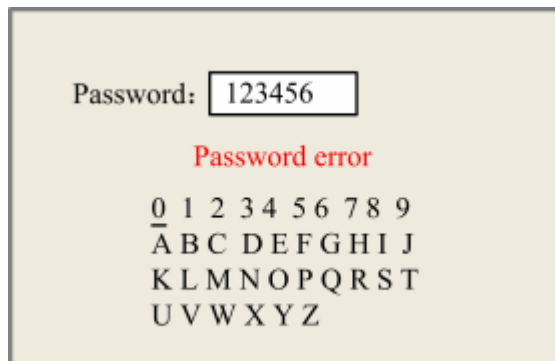 Password: 123456
Password error
0 1 2 3 4 5 6 7 8 9
A B C D E F G H I J
K L M N O P Q R S T
U V W X Y Z